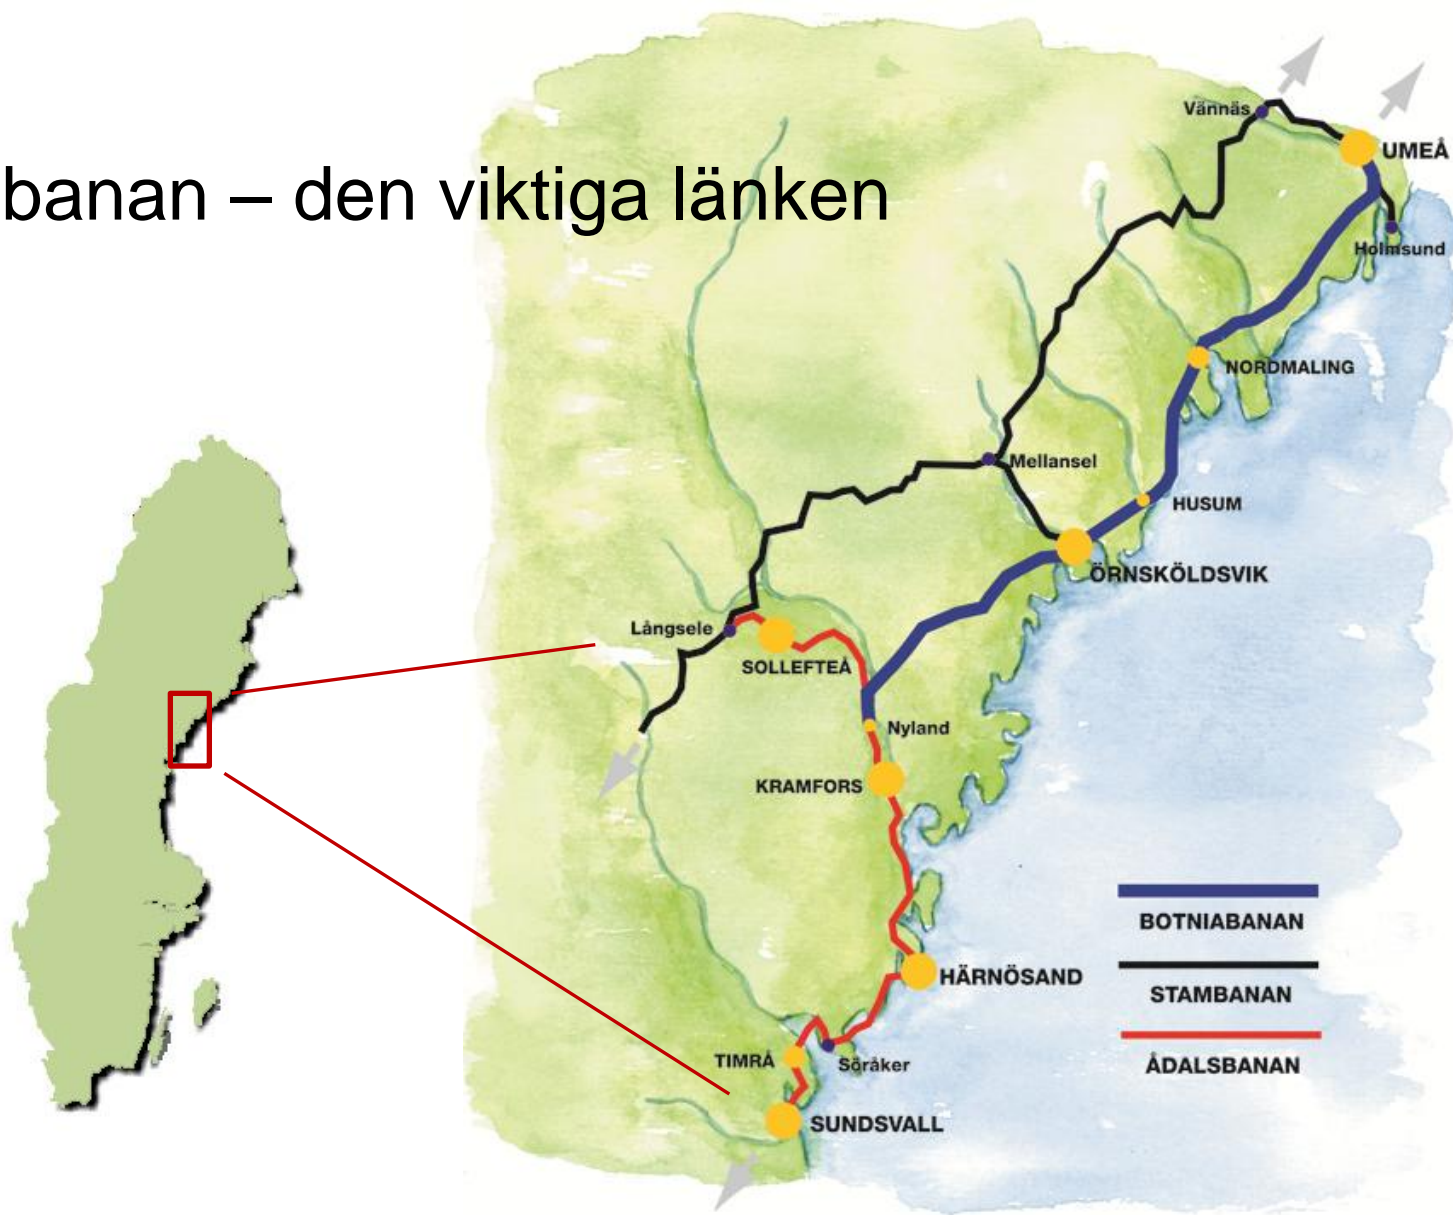 banan – den viktiga länken
Vännäs
UMEÅ
Holmsund
NORDMALING
Mellansel
HUSUM
ÖRNSKÖLDSVIK
Långsele
SOLLEFTEÅ
Nyland
KRAMFORS
BOTNIABANAN
HÄRNÖSAND
STAMBANAN
TIMRÅ
Söråker
ÅDALSBANAN
SUNDSVALL